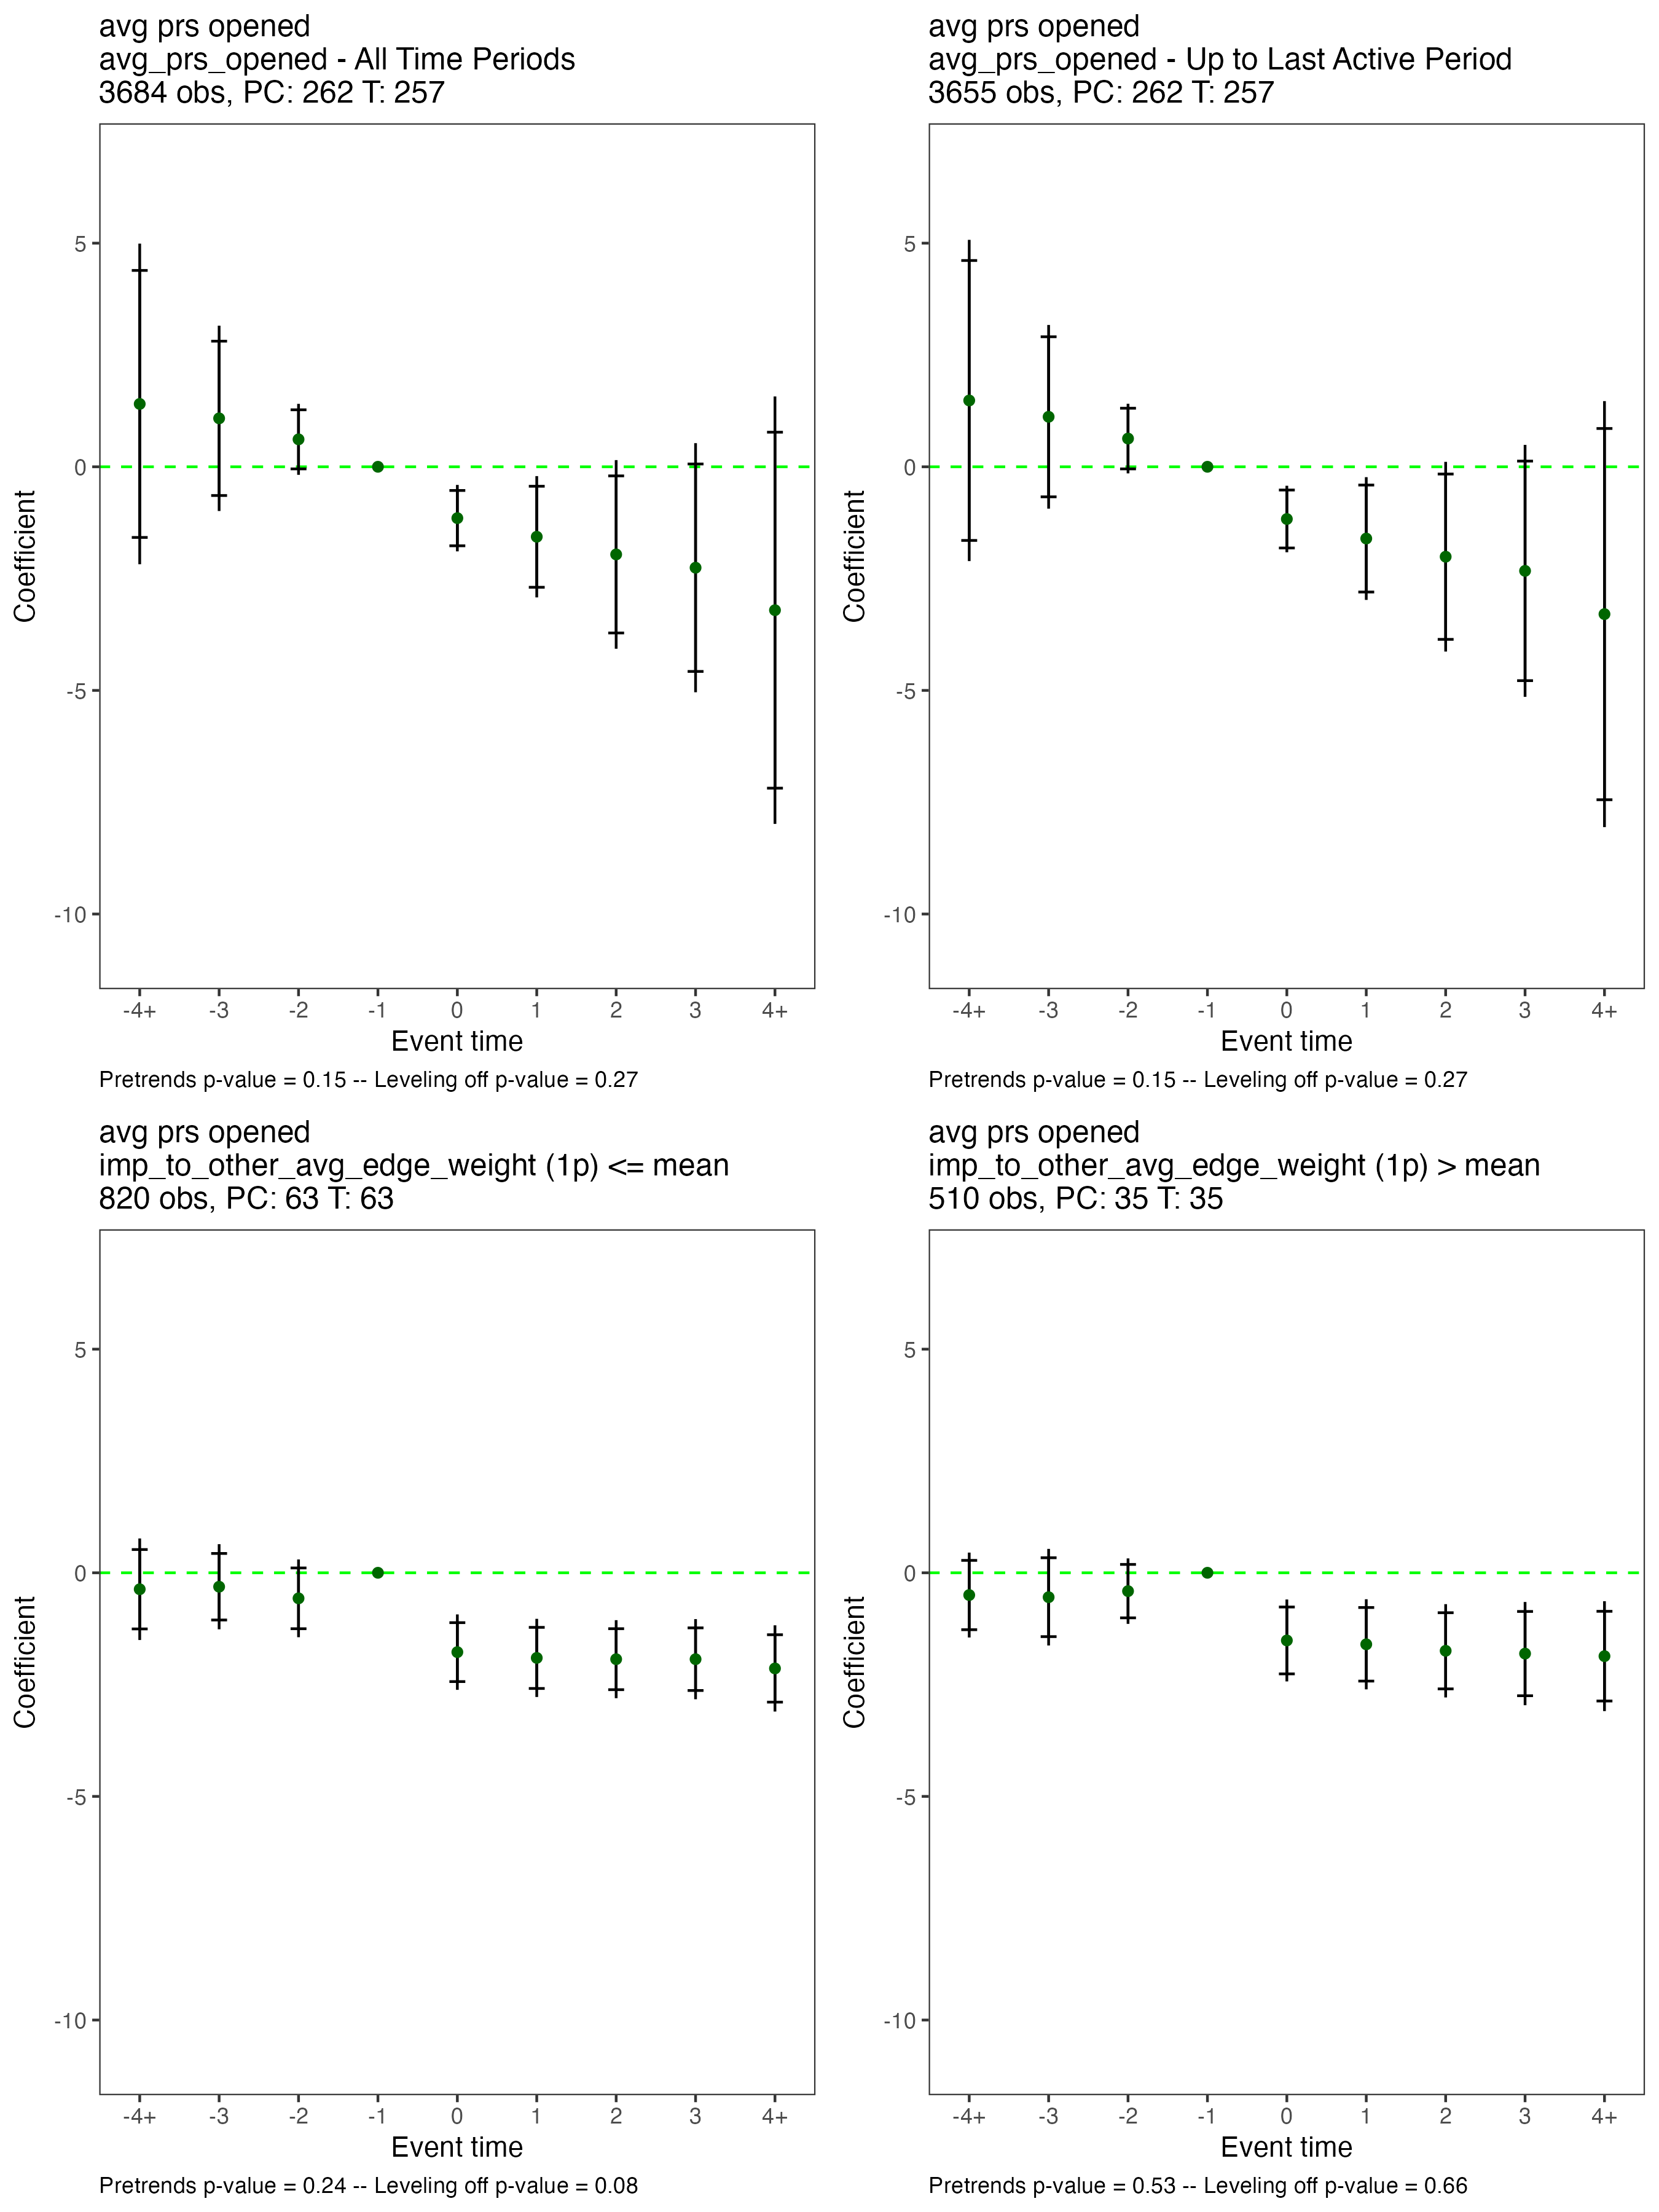 avg prs opened
avg_prs_opened - All Time Periods
3684 obs, PC: 262 T: 257
5
0
-5
-10
Coefficient
-4+ -3 -2 -1 0 1 2 3 4+
Event time
Pretrends p-value = 0.15 -- Leveling off p-value = 0.27
avg prs opened
avg_prs_opened - Up to Last Active Period
3655 obs, PC: 262 T: 257
5
0
-5
-10
Coefficient
-4+ -3 -2 -1 0 1 2 3 4+
Event time
Pretrends p-value = 0.15 -- Leveling off p-value = 0.27
avg prs opened
imp_to_other_avg_edge_weight (1p) <= mean
820 obs, PC: 63 T: 63
5
0
-5
-10
Coefficient
-4+ -3 -2 -1 0 1 2 3 4+
Event time
Pretrends p-value = 0.24 -- Leveling off p-value = 0.08
avg prs opened
imp_to_other_avg_edge_weight (1p) > mean
510 obs, PC: 35 T: 35
5
0
-5
-10
Coefficient
-4+ -3 -2 -1 0 1 2 3 4+
Event time
Pretrends p-value = 0.53 -- Leveling off p-value = 0.66